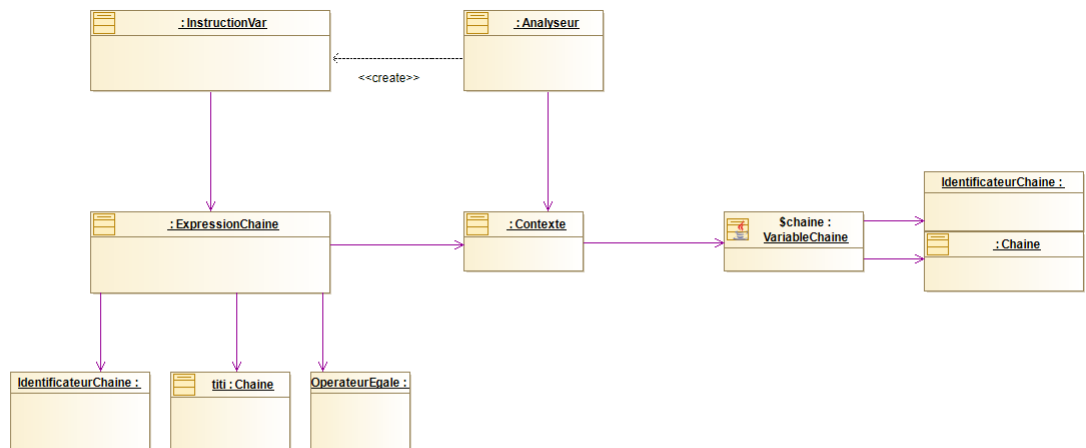 : InstructionVar
: Analyseur
<<create>>
IdentificateurChaine :
: ExpressionChaine
: Contexte
$chaine :
VariableChaine
: Chaine
IdentificateurChaine :
titi : Chaine
OperateurEgale :